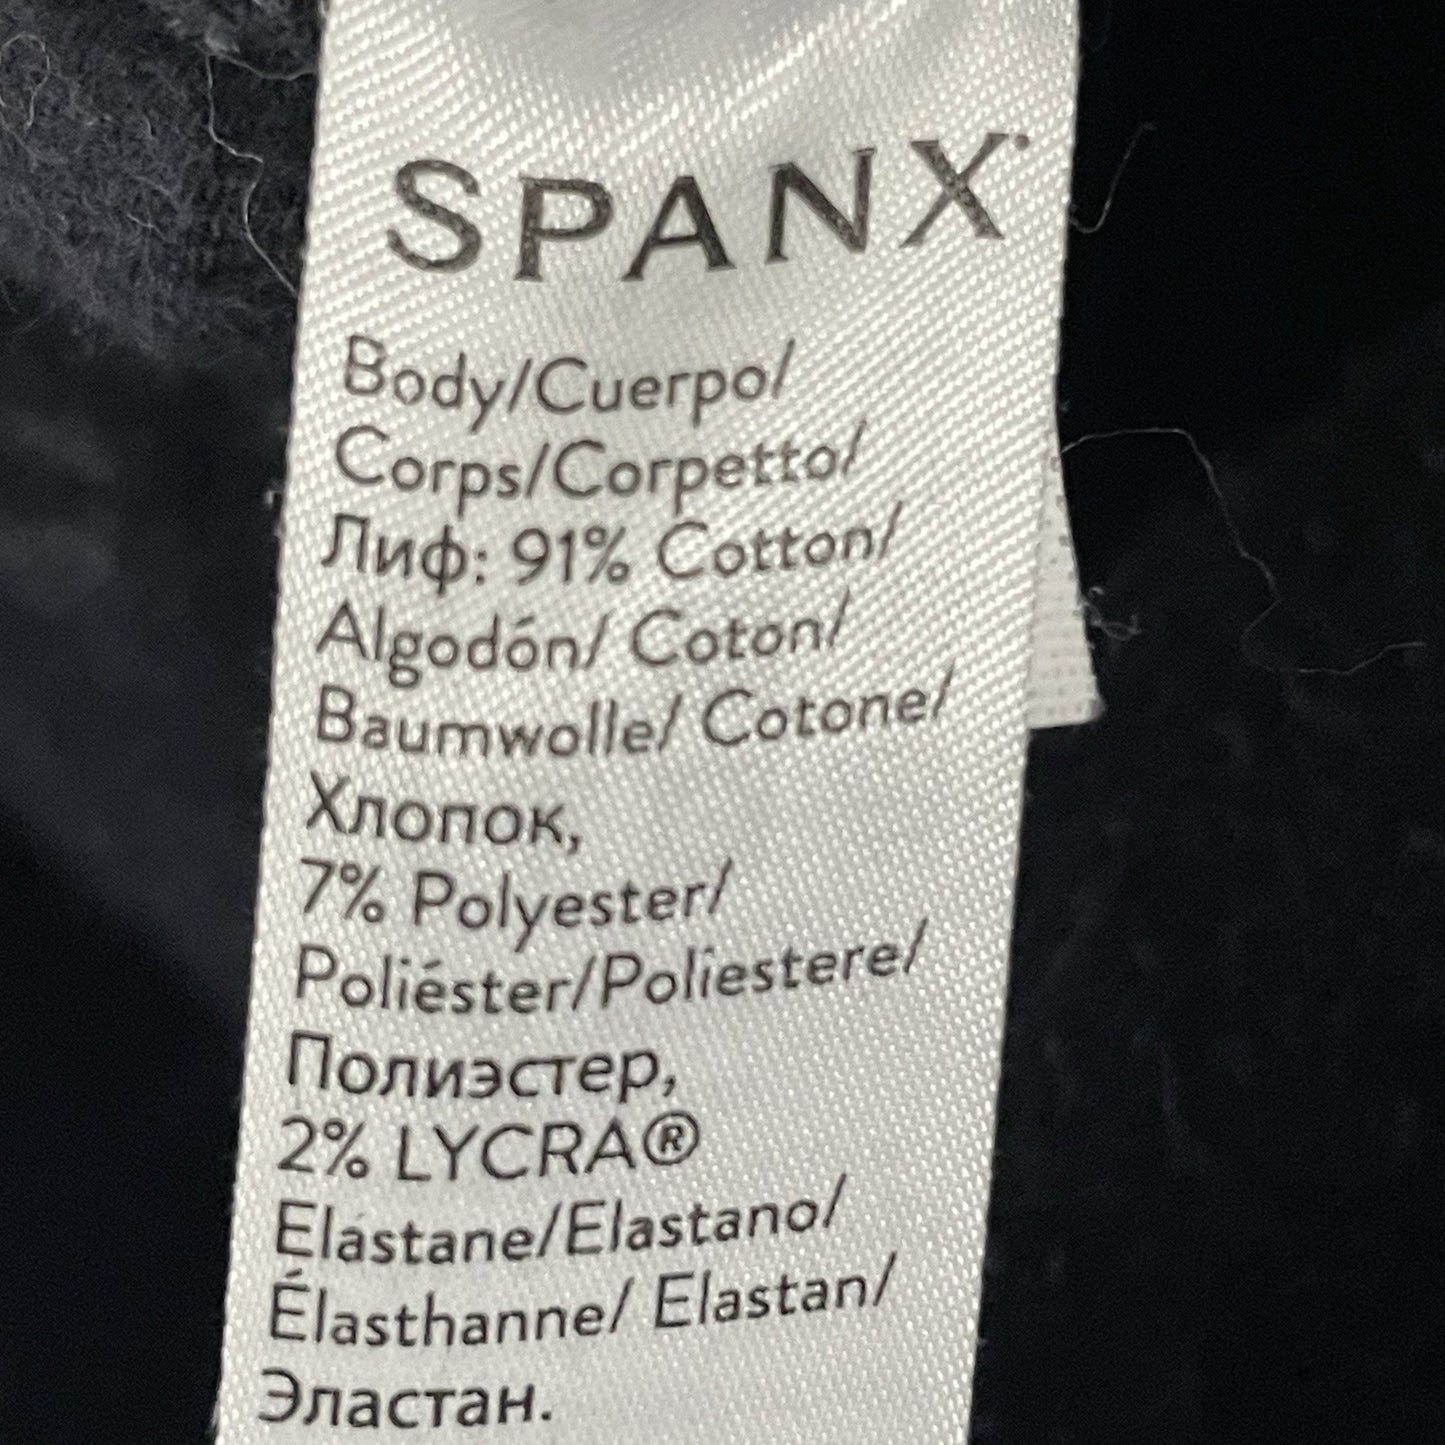 SPANX
Body/Cuerpo/
Corps/Corpetto/
Лиф: 91% Cotton/
Algodón/ Coton/
Baumwolle/ Cotone/
Хлопок,
7% Polyester/
Poliéster/Poliestere/
Полиэстер,
2% LYCRA®
Elastane/Elastano/
Élasthanne/ Elastan/
Эластан.